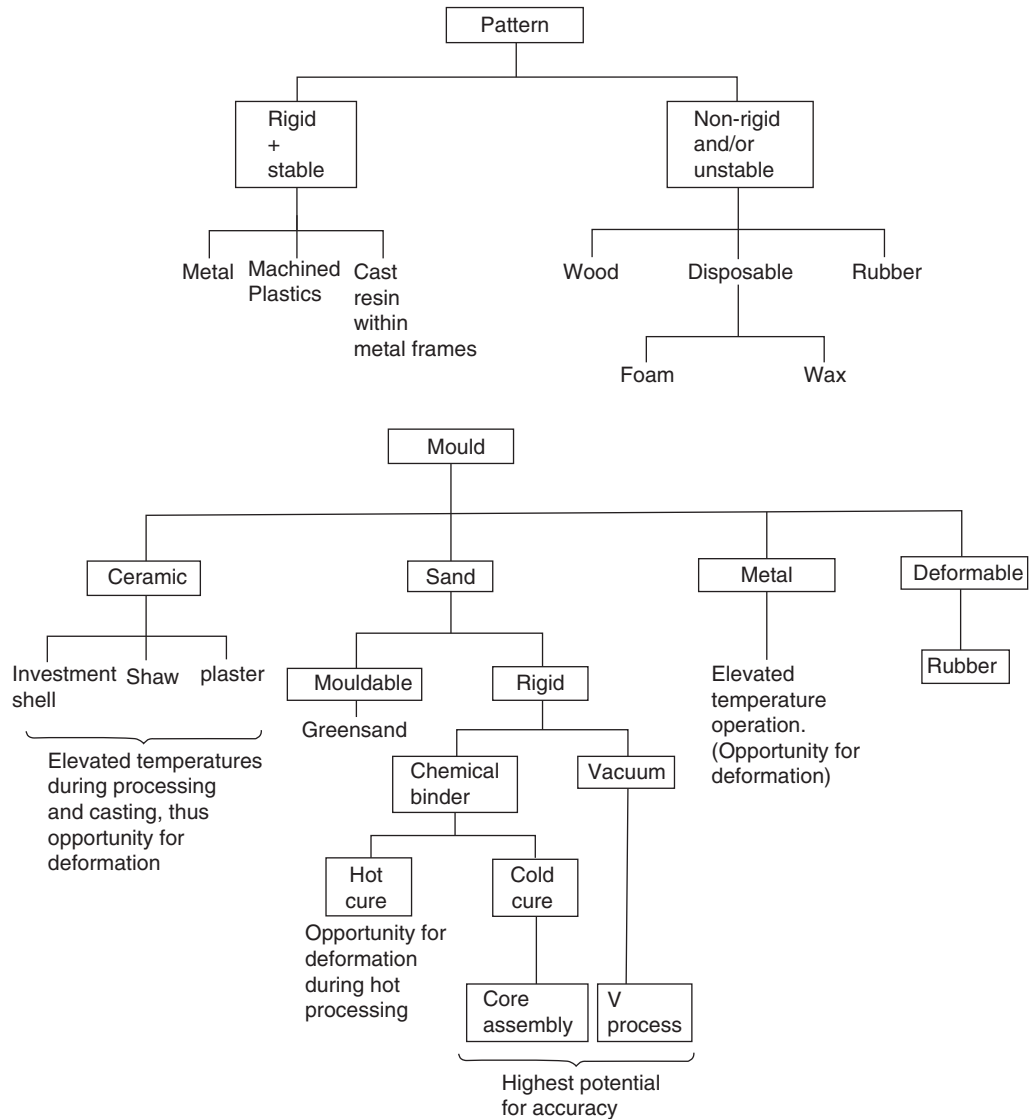 Pattern
Rigid
+
stable
Non-rigid
and/or
unstable
Metal
Machined
Plastics
Cast
resin
within
metal frames
Wood
Disposable
Rubber
Foam
Wax
Mould
Ceramic
Sand
Metal
Deformable
Investment
shell
Shaw
plaster
Mouldable
Rigid
Elevated
temperature
operation.
(Opportunity for
deformation)
Rubber
Greensand
Elevated temperatures
during processing
and casting, thus
opportunity for
deformation
Chemical
binder
Vacuum
Hot
cure
Cold
cure
Opportunity for
deformation
during hot
processing
Core
assembly
V
process
Highest potential
for accuracy